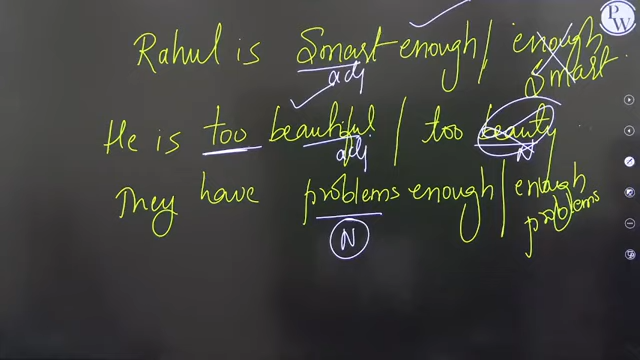 PW
Rahul is Smart enough / enough Smart
adj
He is too beautiful / too beauty
adj N
They have problems enough / enough problems
N